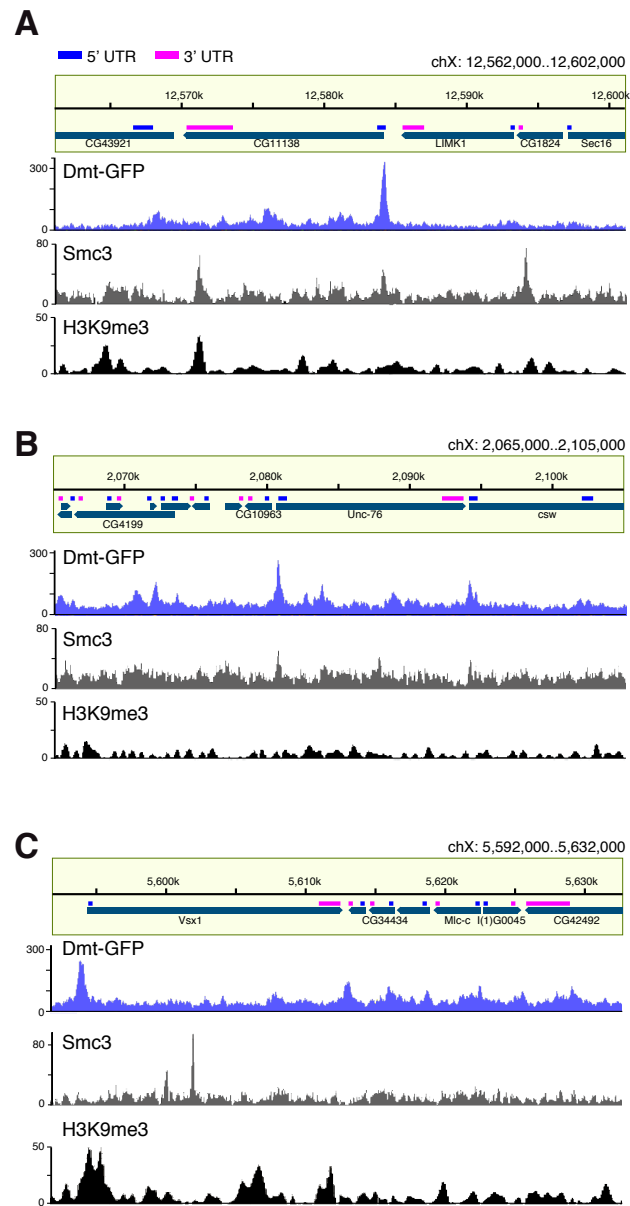 A
5' UTR 3' UTR chX: 12,562,000..12,602,000
12,570k 12,580k 12,590k 12,600k
CG43921 CG11138 LIMK1 CG1824 Sec16
Dmt-GFP
300
0
Smc3
80
0
H3K9me3
50
0
B
chX: 2,065,000..2,105,000
2,070k 2,080k 2,090k 2,100k
CG4199 CG10963 Unc-76 csw
Dmt-GFP
300
0
Smc3
80
0
H3K9me3
50
0
C
chX: 5,592,000..5,632,000
5,600k 5,610k 5,620k 5,630k
Vsx1 CG34434 Mlc-c l(1)G0045 CG42492
Dmt-GFP
300
0
Smc3
80
0
H3K9me3
50
0